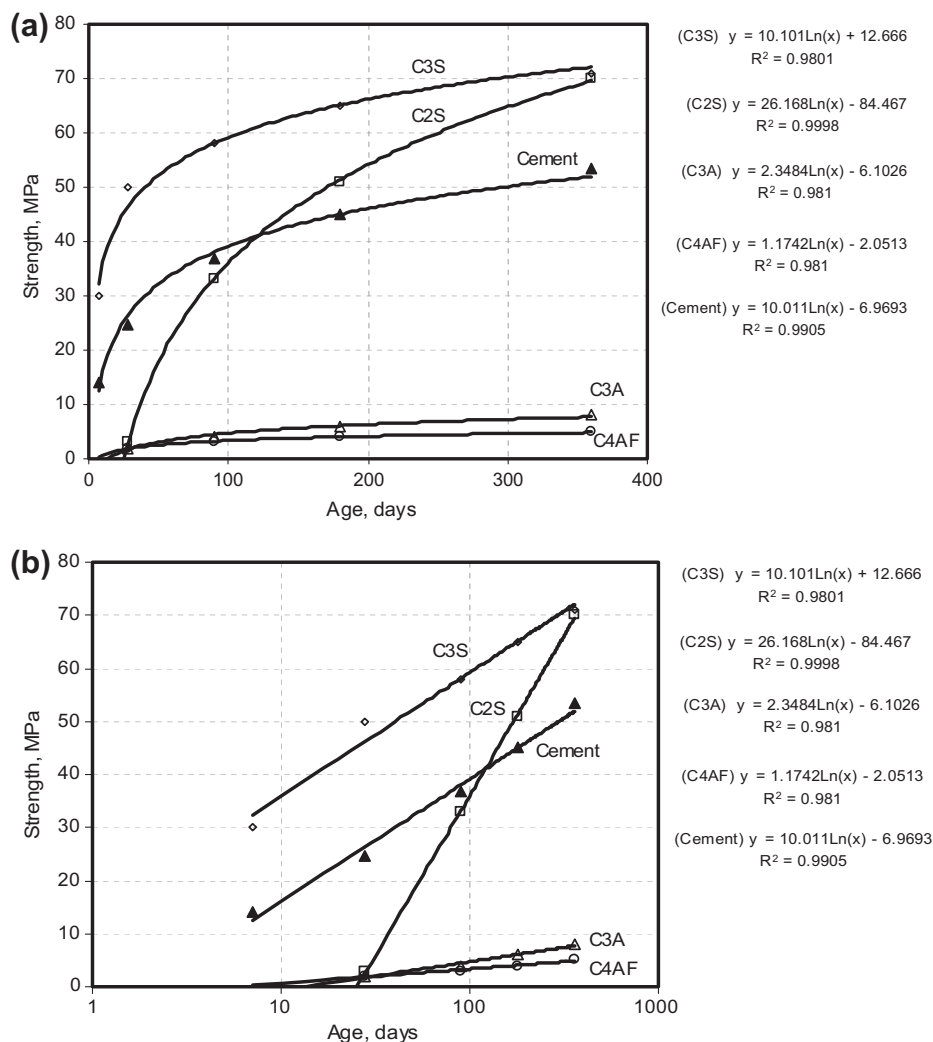 (a)
80
70
60
50
40
30
20
10
0
Strength, MPa
C3S
C2S
Cement
C3A
C4AF
0 100 200 300 400
Age, days
(C3S) y = 10.101Ln(x) + 12.666
R² = 0.9801
(C2S) y = 26.168Ln(x) - 84.467
R² = 0.9998
(C3A) y = 2.3484Ln(x) - 6.1026
R² = 0.981
(C4AF) y = 1.1742Ln(x) - 2.0513
R² = 0.981
(Cement) y = 10.011Ln(x) - 6.9693
R² = 0.9905
(b)
80
70
60
50
40
30
20
10
0
Strength, MPa
C3S
C2S
Cement
C3A
C4AF
1 10 100 1000
Age, days
(C3S) y = 10.101Ln(x) + 12.666
R² = 0.9801
(C2S) y = 26.168Ln(x) - 84.467
R² = 0.9998
(C3A) y = 2.3484Ln(x) - 6.1026
R² = 0.981
(C4AF) y = 1.1742Ln(x) - 2.0513
R² = 0.981
(Cement) y = 10.011Ln(x) - 6.9693
R² = 0.9905